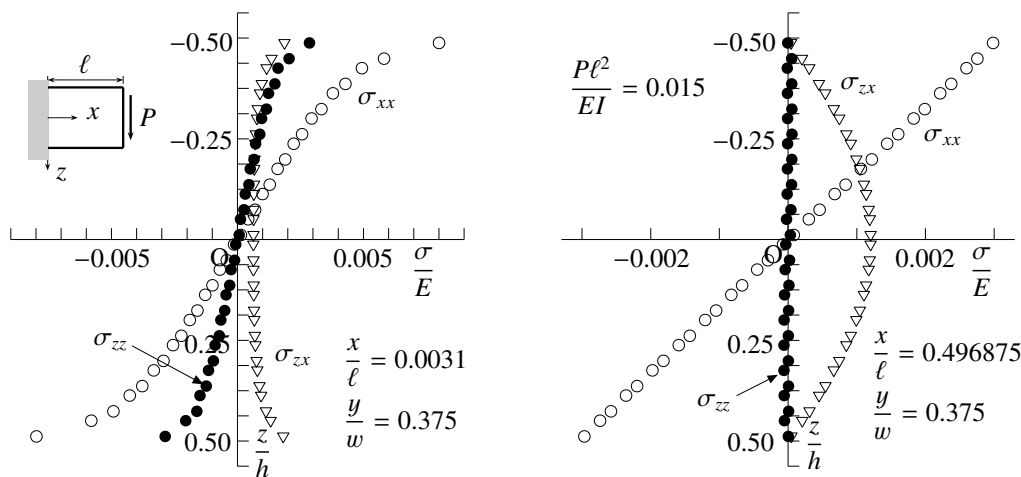 ℓ
x
P
z
−0.50
−0.25
σxx
−0.005
O
0.005
σ/E
σzz
0.25
σzx
x/ℓ = 0.0031
y/w = 0.375
0.50
z/h
−0.50
Pℓ²/EI = 0.015
σzx
−0.25
σxx
−0.002
O
0.002
σ/E
0.25
x/ℓ = 0.496875
σzz
y/w = 0.375
0.50
z/h